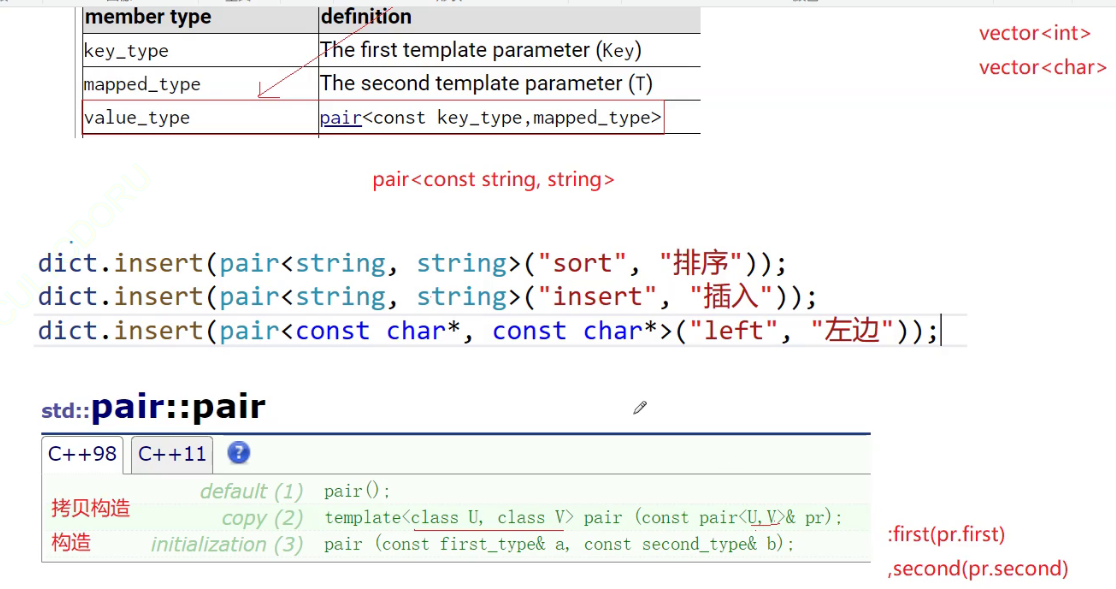 member type definition
vector<int>
key_type The first template parameter (Key)
vector<char>
mapped_type The second template parameter (T)
value_type pair<const key_type,mapped_type>
pair<const string, string>
dict.insert(pair<string, string>("sort", "排序"));
dict.insert(pair<string, string>("insert", "插入"));
dict.insert(pair<const char*, const char*>("left", "左边"));
std::pair::pair
C++98 C++11 ?
default (1) pair();
拷贝构造 copy (2) template<class U, class V> pair (const pair<U,V>& pr);
构造 initialization (3) pair (const first_type& a, const second_type& b);
:first(pr.first)
,second(pr.second)